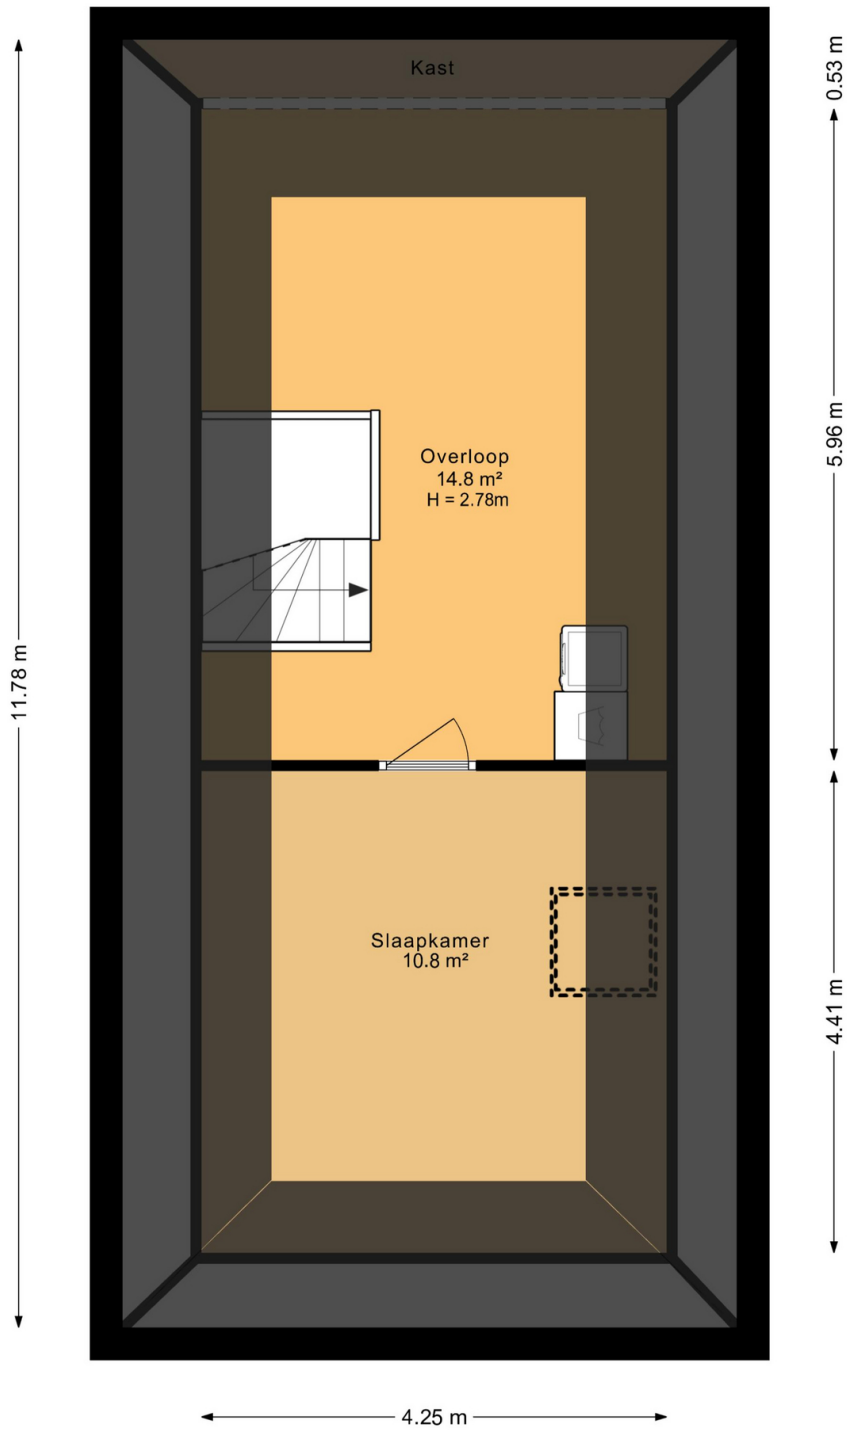 Kast
0.53 m
5.96 m
Overloop
14.8 m²
H = 2.78m
11.78 m
Slaapkamer
10.8 m²
4.41 m
4.25 m